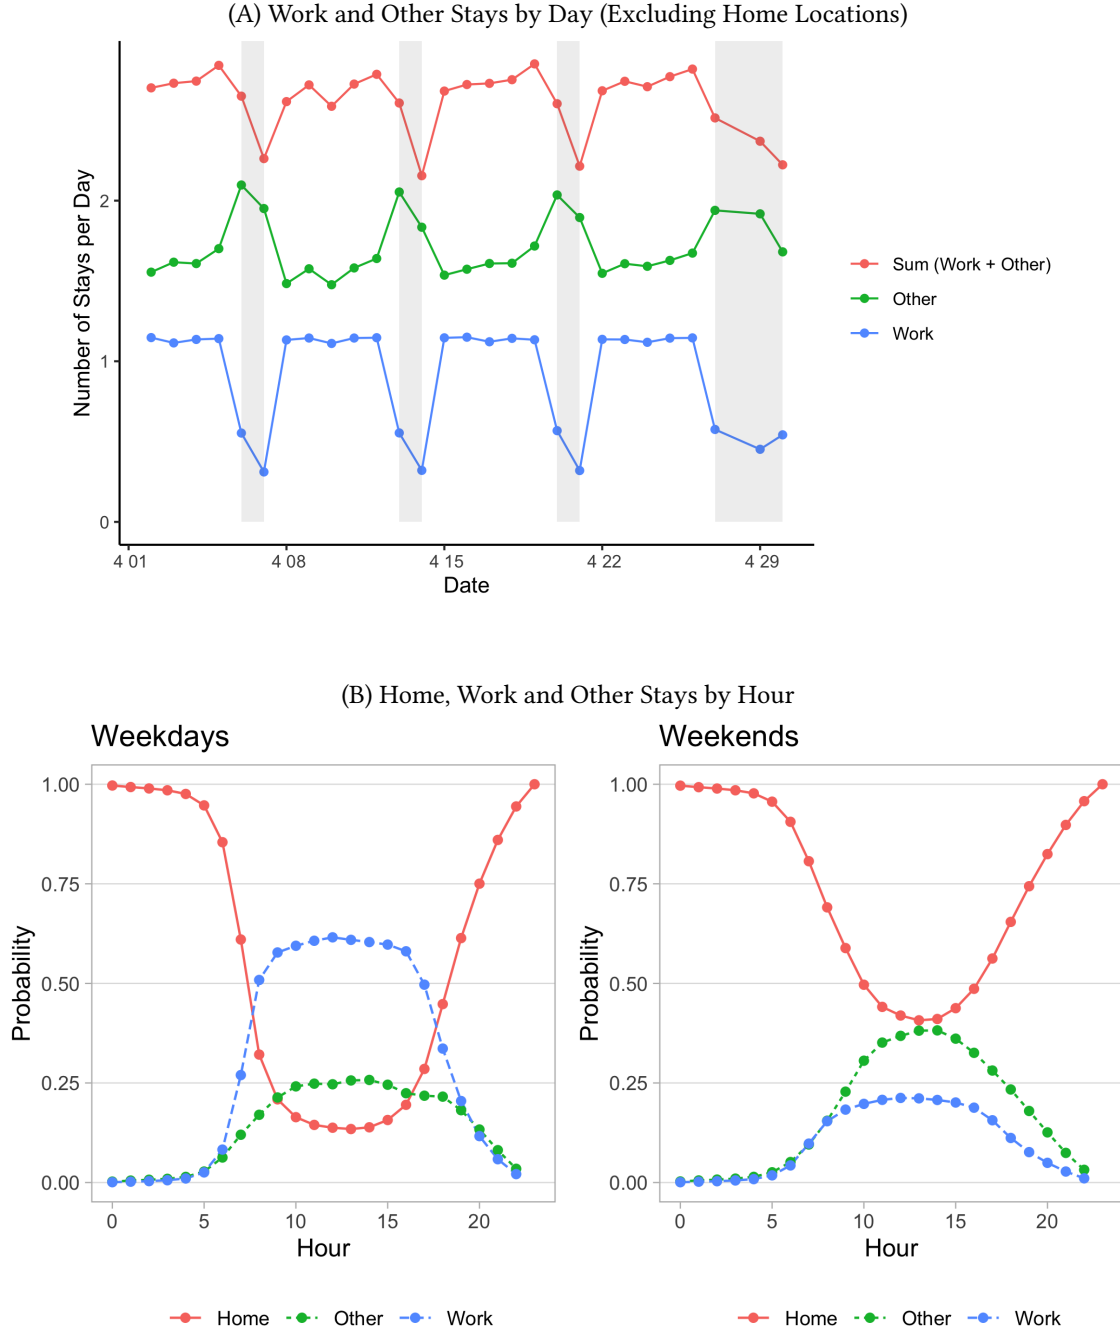 (A) Work and Other Stays by Day (Excluding Home Locations)
Number of Stays per Day
2
1
0
4 01
4 08
4 15
4 22
4 29
Date
Sum (Work + Other)
Other
Work
(B) Home, Work and Other Stays by Hour
Weekdays
Probability
1.00
0.75
0.50
0.25
0.00
0
5
10
15
20
Hour
Home
Other
Work
Weekends
Probability
1.00
0.75
0.50
0.25
0.00
0
5
10
15
20
Hour
Home
Other
Work